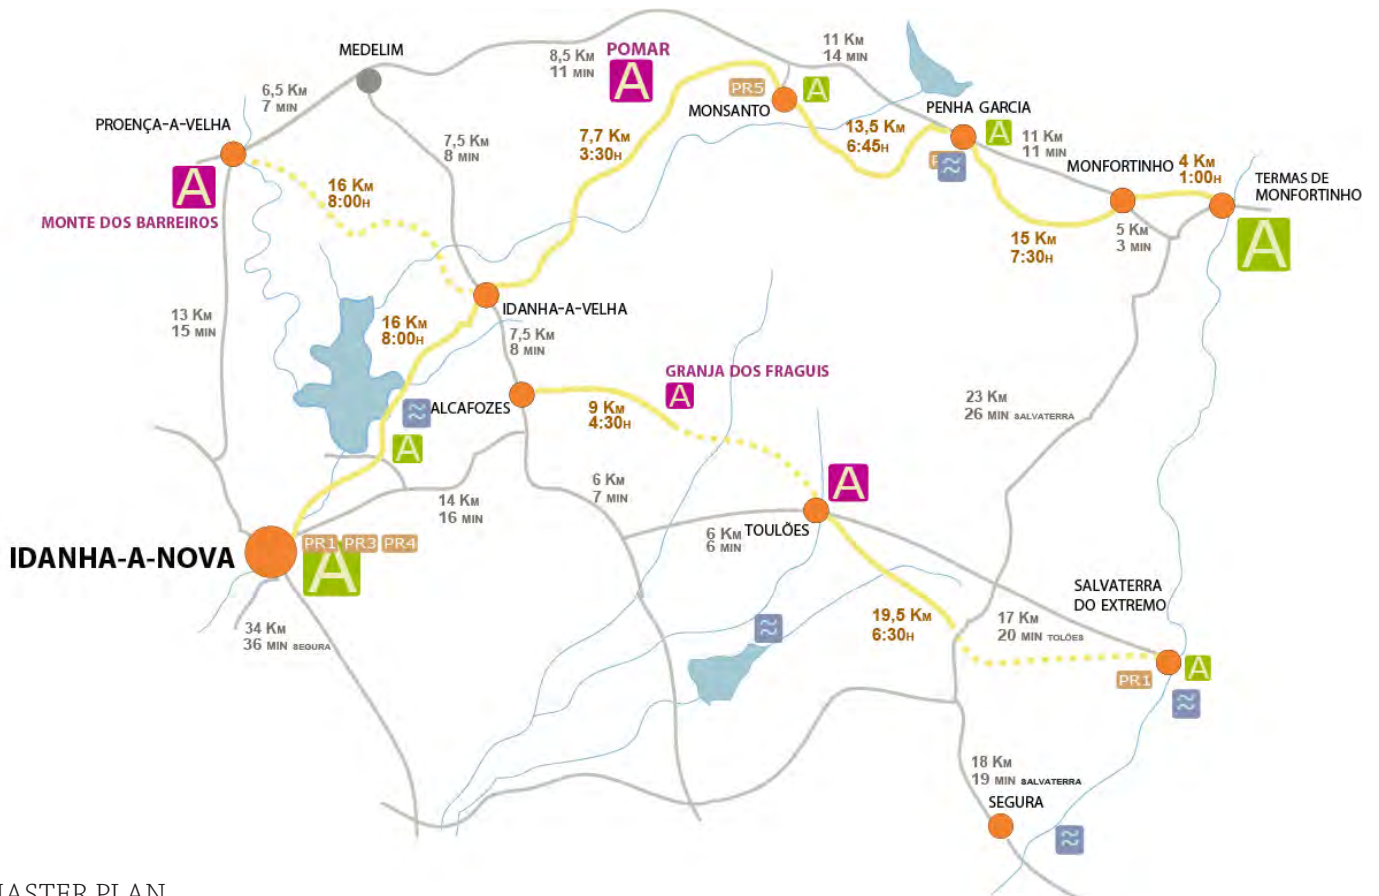 MEDELIM
8,5 KM
11 MIN
POMAR
A
11 KM
14 MIN
6,5 KM
7 MIN
PR5
A
MONSANTO
PENHA GARCIA
PROENÇA-A-VELHA
7,5 KM
8 MIN
7,7 KM
3:30H
13,5 KM
6:45H
A
11 KM
11 MIN
MONFORTINHO
4 KM
1:00H
TERMAS DE
MONFORTINHO
A
MONTE DOS BARREIROS
16 KM
8:00H
15 KM
7:30H
5 KM
3 MIN
A
13 KM
15 MIN
16 KM
8:00H
IDANHA-A-VELHA
7,5 KM
8 MIN
GRANJA DOS FRAGUIS
A
ALCAFOZES
9 KM
4:30H
23 KM
26 MIN SALVATERRA
A
14 KM
16 MIN
6 KM
7 MIN
A
6 KM
6 MIN
TOULÕES
IDANHA-A-NOVA
PR1 PR3 PR4
A
34 KM
36 MIN SEGURA
19,5 KM
6:30H
SALVATERRA
DO EXTREMO
17 KM
20 MIN TOLÕES
PR1
A
18 KM
19 MIN SALVATERRA
SEGURA
MASTER PLAN